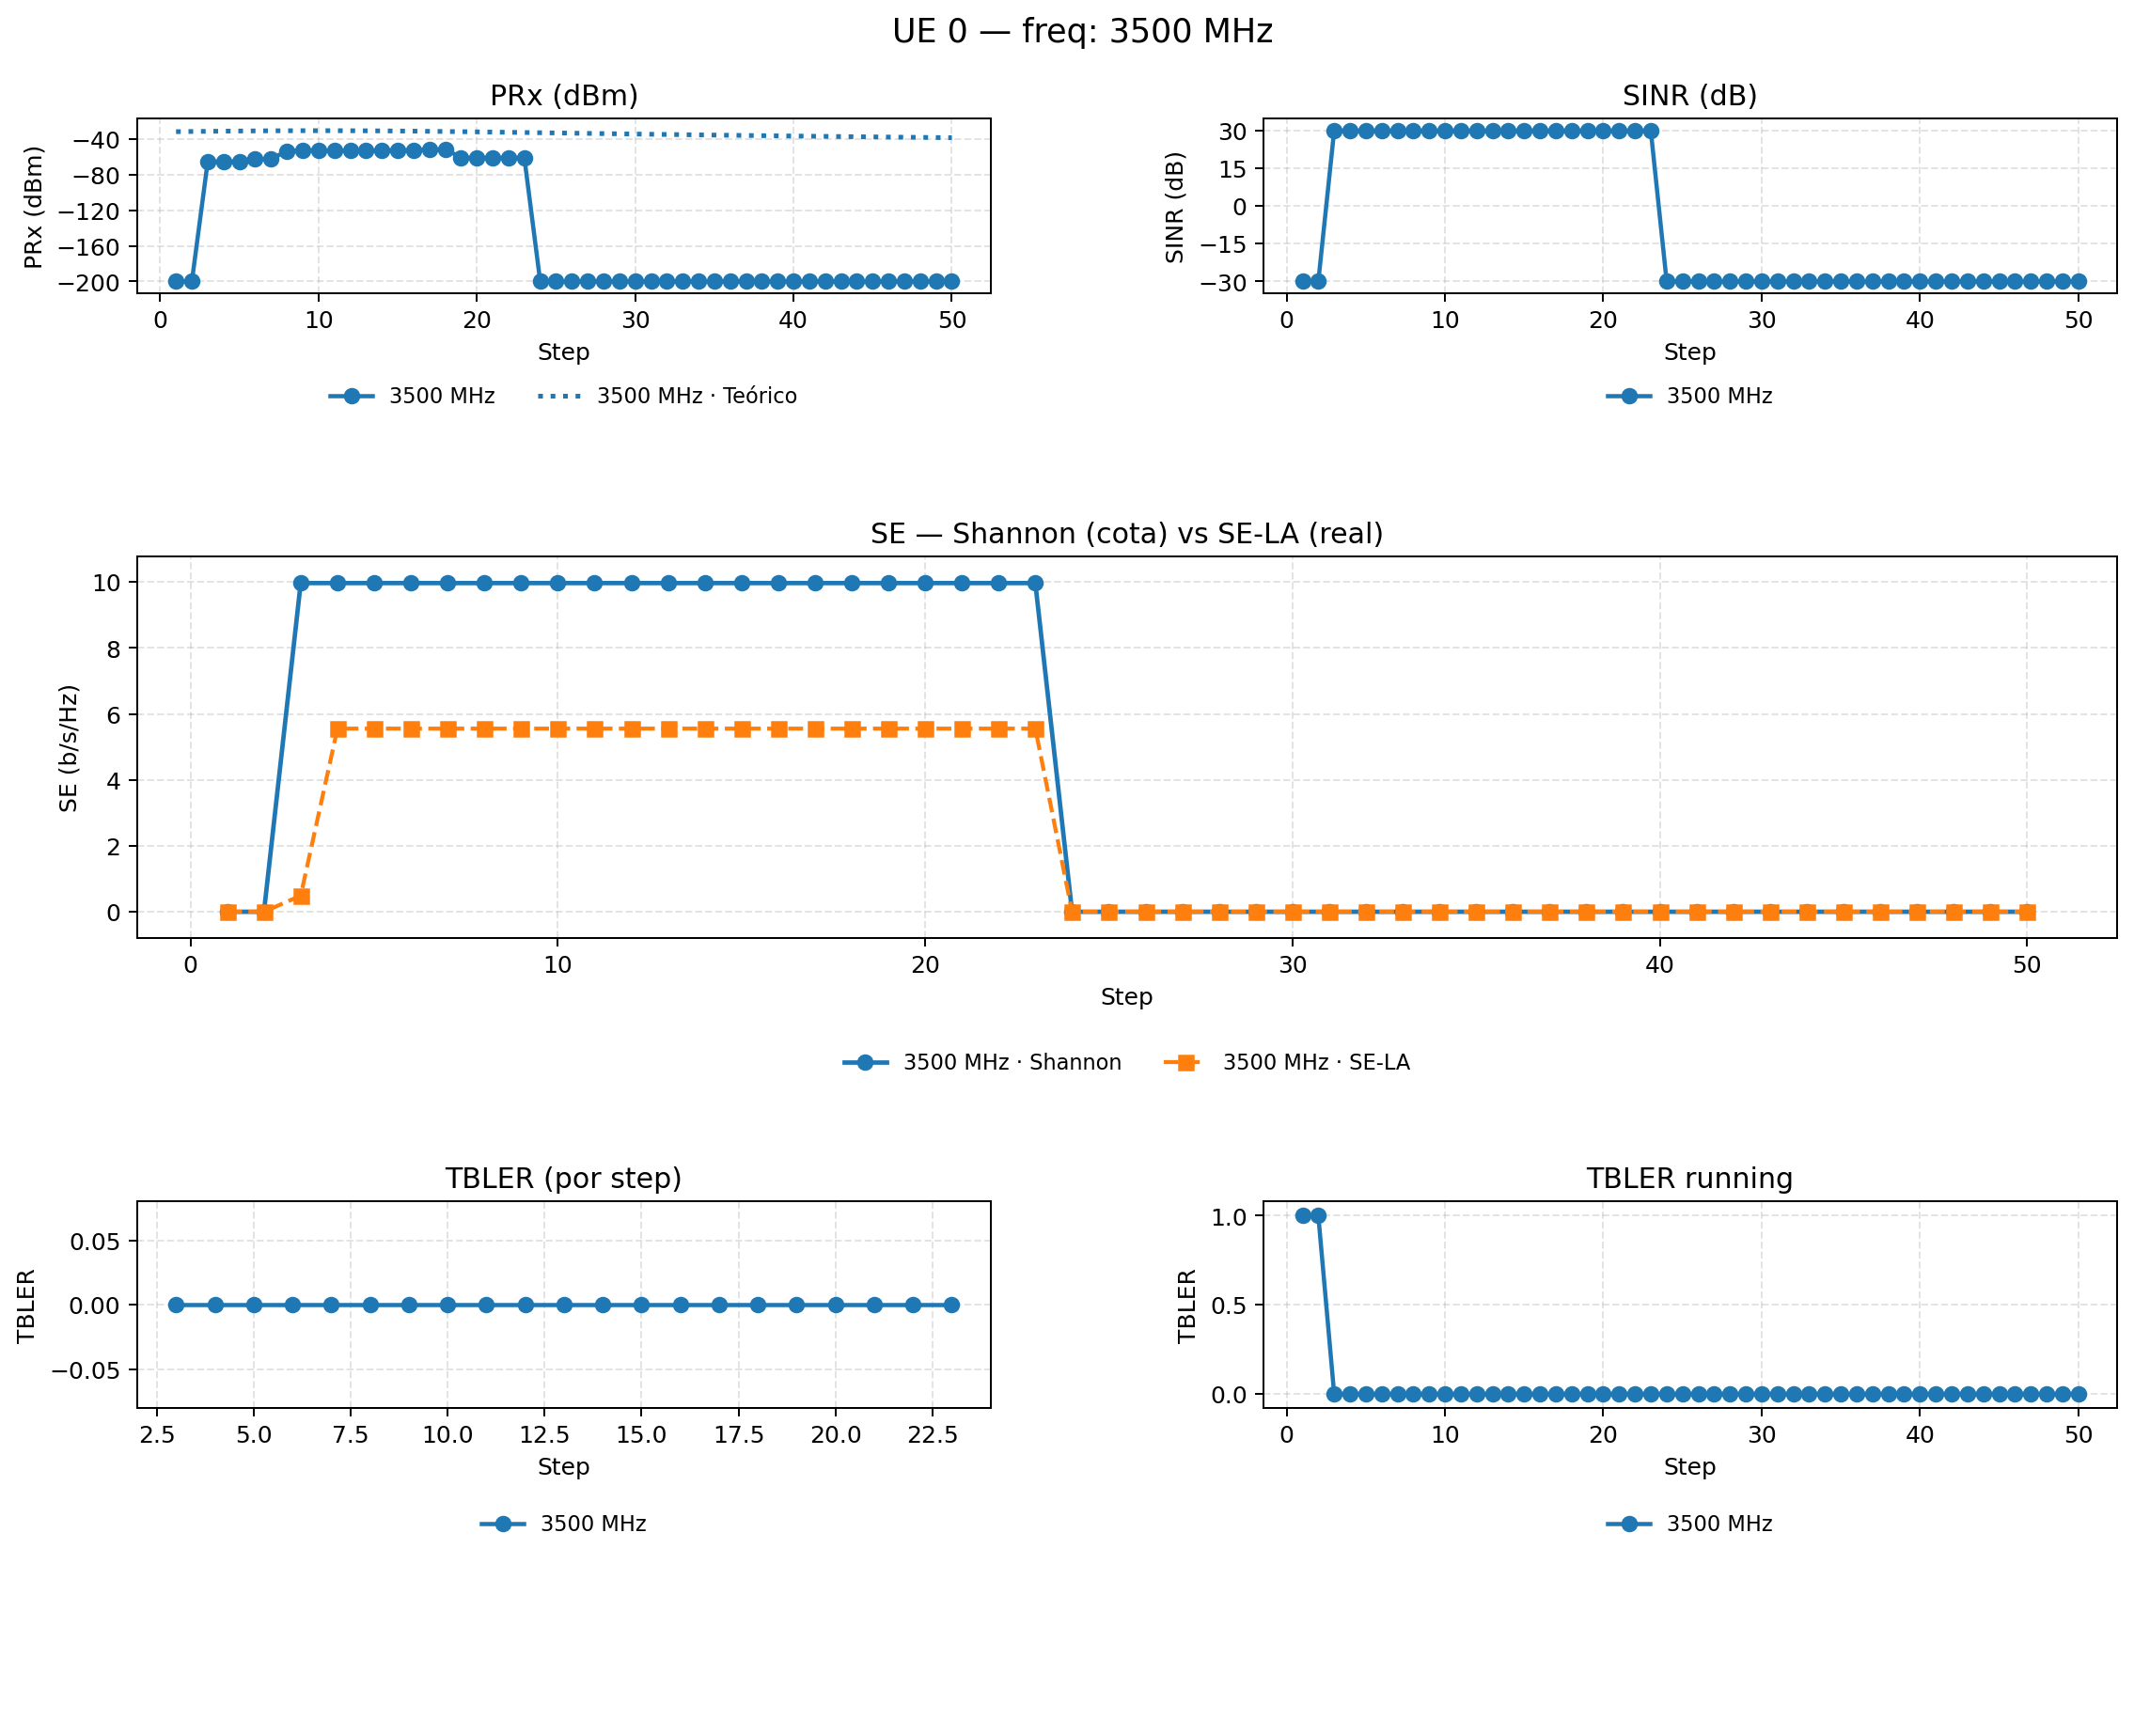 UE 0 — freq: 3500 MHz
PRx (dBm)
PRx (dBm)
−40
−80
−120
−160
−200
0 10 20 30 40 50
Step
3500 MHz 3500 MHz · Teórico
SINR (dB)
SINR (dB)
30
15
0
−15
−30
0 10 20 30 40 50
Step
3500 MHz
SE — Shannon (cota) vs SE-LA (real)
SE (b/s/Hz)
10
8
6
4
2
0
0 10 20 30 40 50
Step
3500 MHz · Shannon 3500 MHz · SE-LA
TBLER (por step)
TBLER
0.05
0.00
−0.05
2.5 5.0 7.5 10.0 12.5 15.0 17.5 20.0 22.5
Step
3500 MHz
TBLER running
TBLER
1.0
0.5
0.0
0 10 20 30 40 50
Step
3500 MHz